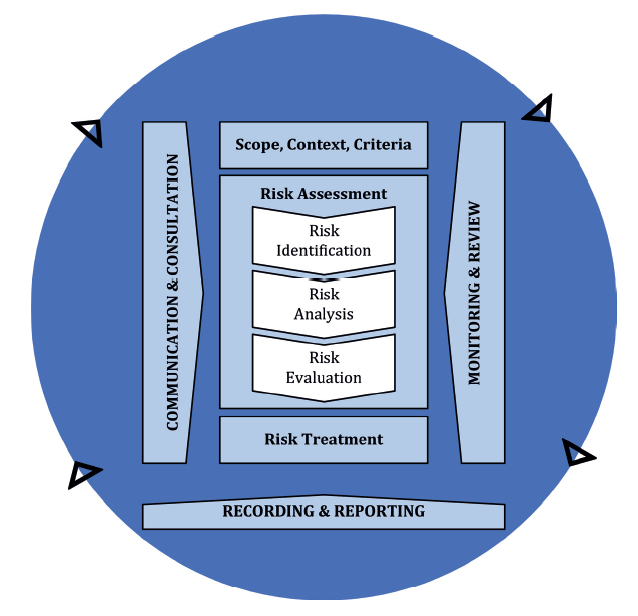 Scope, Context, Criteria
COMMUNICATION & CONSULTATION
Risk Assessment
Risk
Identification
Risk
Analysis
Risk
Evaluation
MONITORING & REVIEW
Risk Treatment
RECORDING & REPORTING